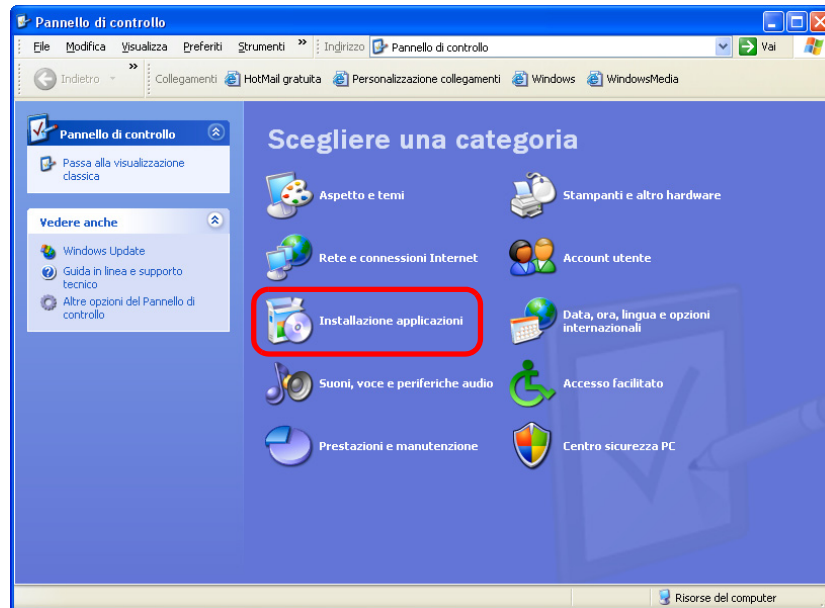 Pannello di controllo
File Modifica Visualizza Preferiti Strumenti » Indirizzo Pannello di controllo Vai
Indietro » Collegamenti HotMail gratuita Personalizzazione collegamenti Windows WindowsMedia
Pannello di controllo
Passa alla visualizzazione
classica
Vedere anche
Windows Update
Guida in linea e supporto
tecnico
Altre opzioni del Pannello di
controllo
Scegliere una categoria
Aspetto e temi
Stampanti e altro hardware
Rete e connessioni Internet
Account utente
Installazione applicazioni
Data, ora, lingua e opzioni
internazionali
Suoni, voce e periferiche audio
Accesso facilitato
Prestazioni e manutenzione
Centro sicurezza PC
Risorse del computer